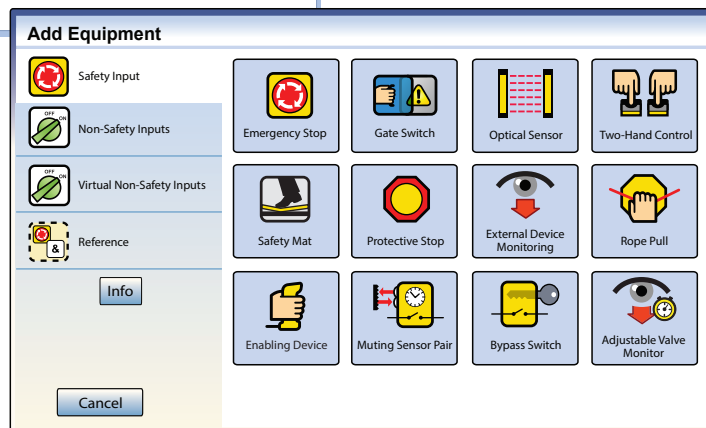 Add Equipment
Safety Input
OFF
ON
Non-Safety Inputs
OFF
ON
Virtual Non-Safety Inputs
&
Reference
Info
Cancel
Emergency Stop
Gate Switch
Optical Sensor
Two-Hand Control
Safety Mat
Protective Stop
External Device
Monitoring
Rope Pull
Enabling Device
Muting Sensor Pair
Bypass Switch
Adjustable Valve
Monitor